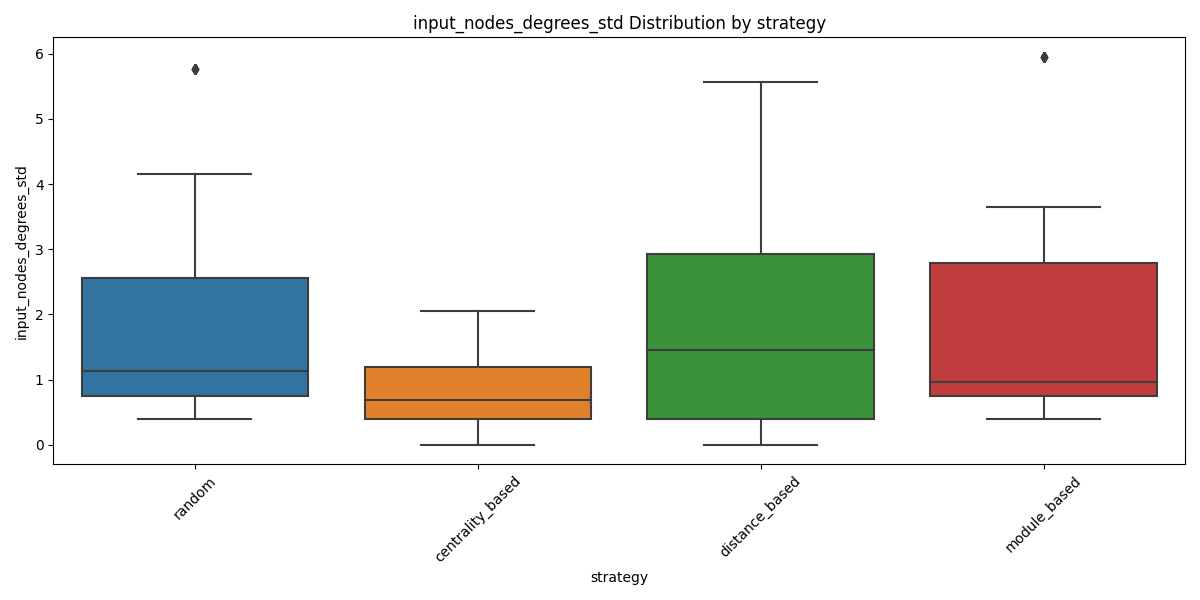 input_nodes_degrees_std Distribution by strategy
input_nodes_degrees_std
6
5
4
3
2
1
0
random
centrality_based
distance_based
module_based
strategy